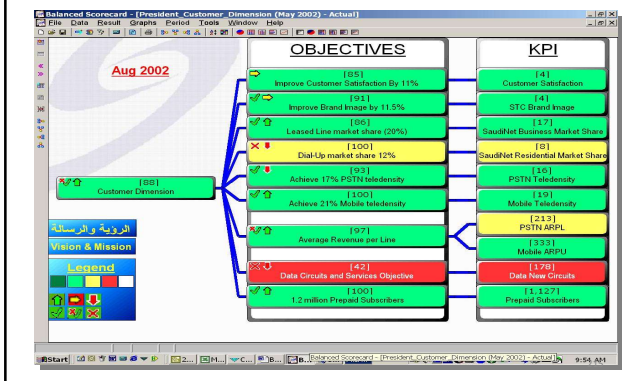 Balanced Scorecard - [President_Customer_Dimension (May 2002) - Actual]
File Data Result Graphs Period Tools Window Help
OBJECTIVES
KPI
Aug 2002
[85]
Improve Customer Satisfaction By 11%
[4]
Customer Satisfaction
[91]
Improve Brand Image by 11.5%
[4]
STC Brand Image
[86]
Leased Line market share (20%)
[17]
SaudiNet Business Market Share
[100]
Dial-Up market share 12%
[8]
SaudiNet Residential Market Share
[93]
Achieve 17% PSTN teledensity
[16]
PSTN Teledensity
[88]
Customer Dimension
[100]
Achieve 21% Mobile teledensity
[19]
Mobile Teledensity
[97]
Average Revenue per Line
[213]
PSTN ARPL
[333]
Mobile ARPU
[42]
Data Circuits and Services Objective
[178]
Data New Circuits
[100]
1.2 million Prepaid Subscribers
[1,127]
Prepaid Subscribers
الرؤية والرسالة
Vision & Mission
Legend
Start
2...
M...
C...
B...
B...
Balanced Scorecard - [President_Customer_Dimension (May 2002) - Actual]
9:54 AM